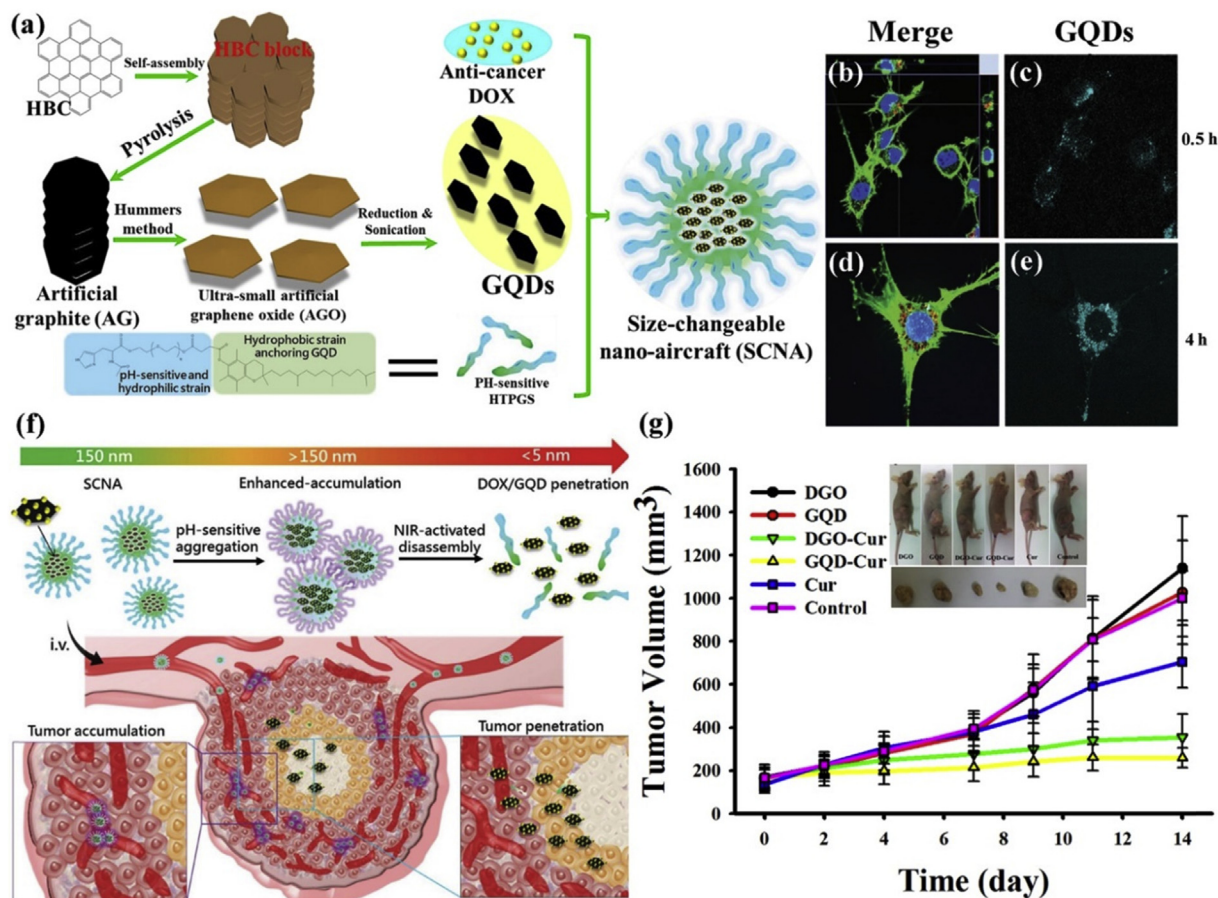 (a)
HBC
Self-assembly
HBC block
Pyrolysis
Artificial
graphite (AG)
Hummers
method
Ultra-small artificial
graphene oxide (AGO)
Reduction &
Sonication
Anti-cancer
DOX
GQDs
pH-sensitive and
hydrophilic strain
Hydrophobic strain
anchoring GQD
PH-sensitive
HTPGS
Size-changeable
nano-aircraft (SCNA)
Merge
GQDs
(b)
(c)
0.5 h
(d)
(e)
4 h
(f)
150 nm
>150 nm
<5 nm
SCNA
Enhanced-accumulation
DOX/GQD penetration
pH-sensitive
aggregation
NIR-activated
disassembly
i.v.
Tumor accumulation
Tumor penetration
(g)
Tumor Volume (mm3)
1600
1400
1200
1000
800
600
400
200
0
DGO
GQD
DGO-Cur
GQD-Cur
Cur
Control
DGO
GQD
DGO-Cur
GQD-Cur
Cur
Control
0 2 4 6 8 10 12 14
Time (day)